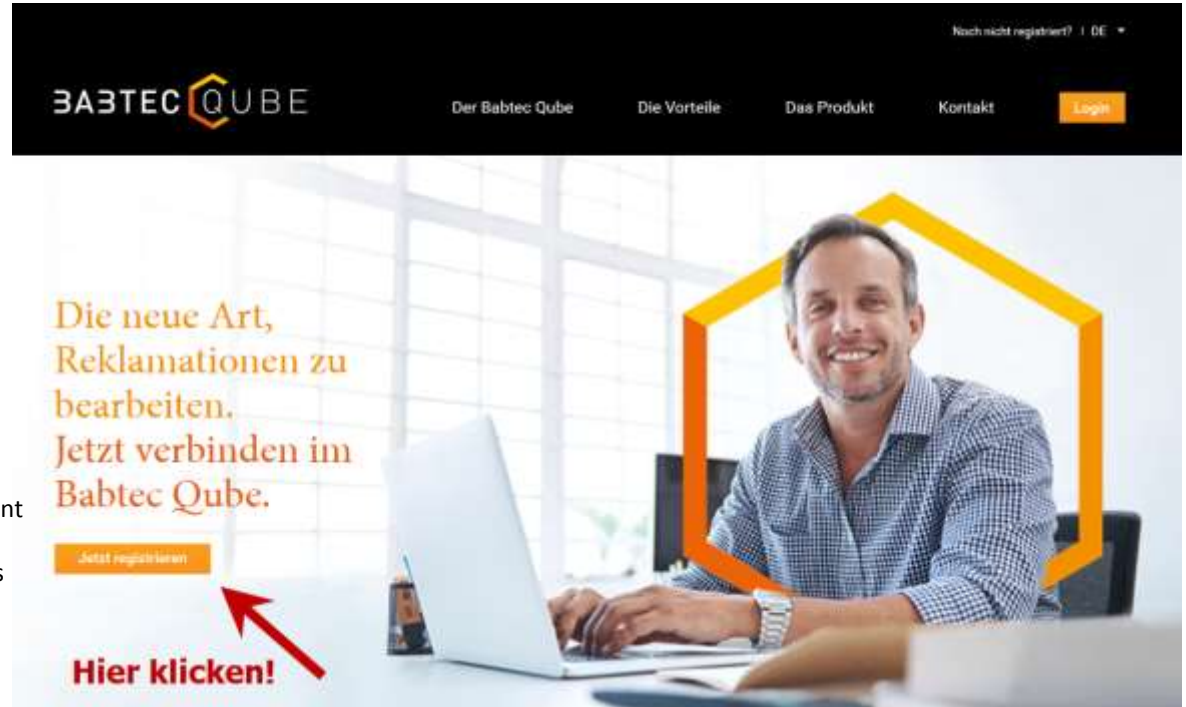 Noch nicht registriert? | DE
BABTEC QUBE
Der Babtec Qube
Die Vorteile
Das Produkt
Kontakt
Login
Die neue Art,
Reklamationen zu
bearbeiten.
Jetzt verbinden im
Babtec Qube.
nt
Jetzt registrieren
s
Hier klicken!